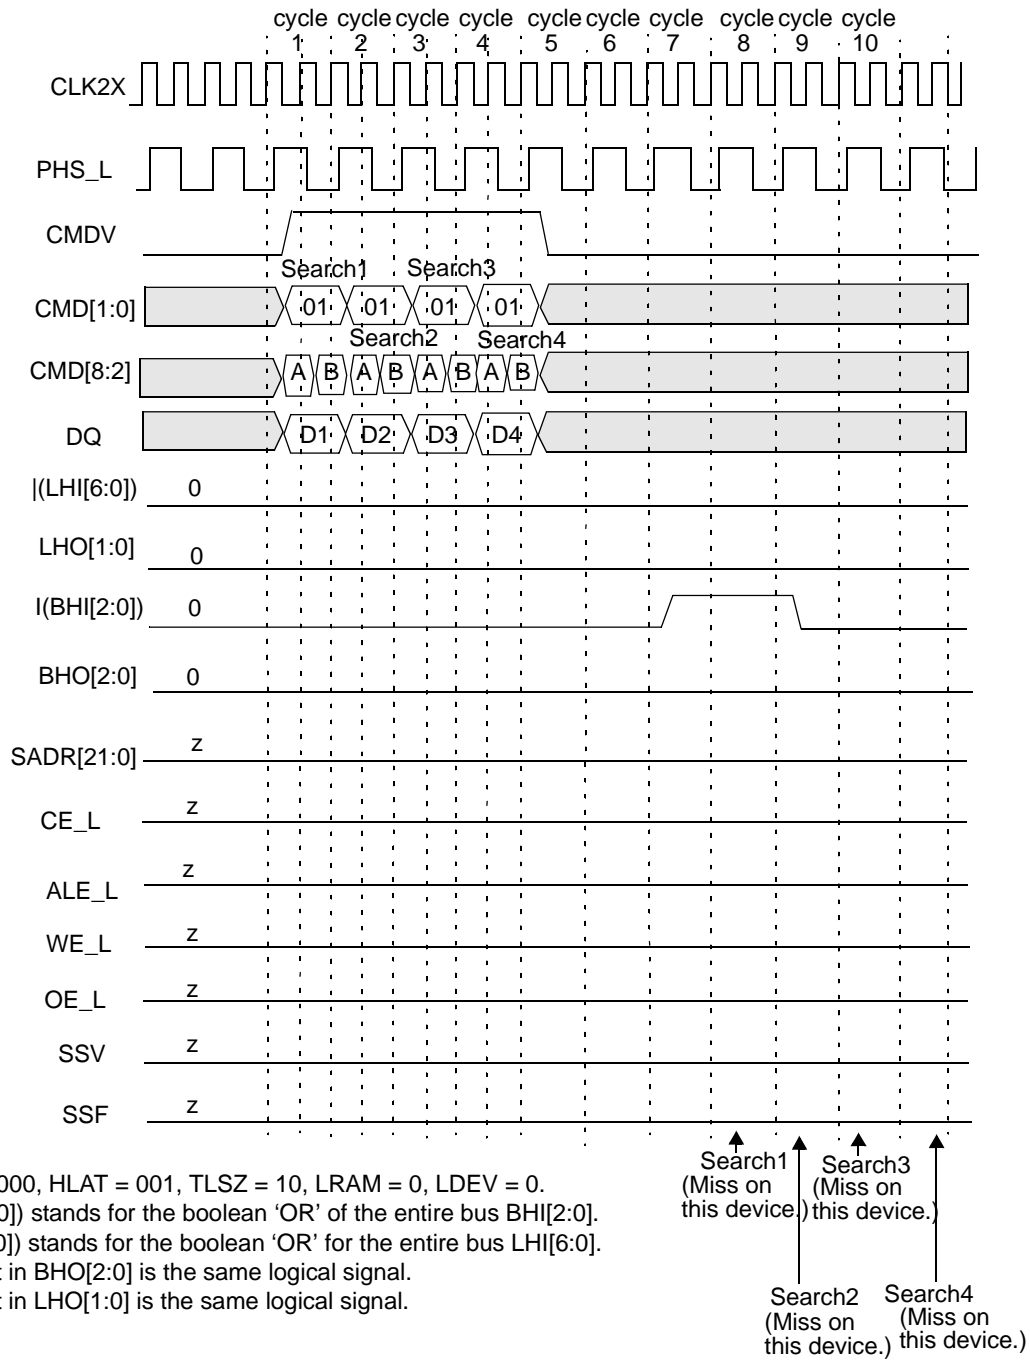 cycle cycle cycle cycle cycle cycle cycle cycle cycle cycle
1 2 3 4 5 6 7 8 9 10
CLK2X
PHS_L
CMDV
Search1 Search3
CMD[1:0] 01 01 01 01
Search2 Search4
CMD[8:2] A B A B A B A B
DQ D1 D2 D3 D4
|(LHI[6:0]) 0
LHO[1:0] 0
I(BHI[2:0]) 0
BHO[2:0] 0
SADR[21:0] z
CE_L z
ALE_L z
WE_L z
OE_L z
SSV z
SSF z
Search1 (Miss on this device.)
Search3 (Miss on this device.)
000, HLAT = 001, TLSZ = 10, LRAM = 0, LDEV = 0.
0]) stands for the boolean ‘OR’ of the entire bus BHI[2:0].
0]) stands for the boolean ‘OR’ for the entire bus LHI[6:0].
t in BHO[2:0] is the same logical signal.
t in LHO[1:0] is the same logical signal.
Search2 (Miss on this device.)
Search4 (Miss on this device.)